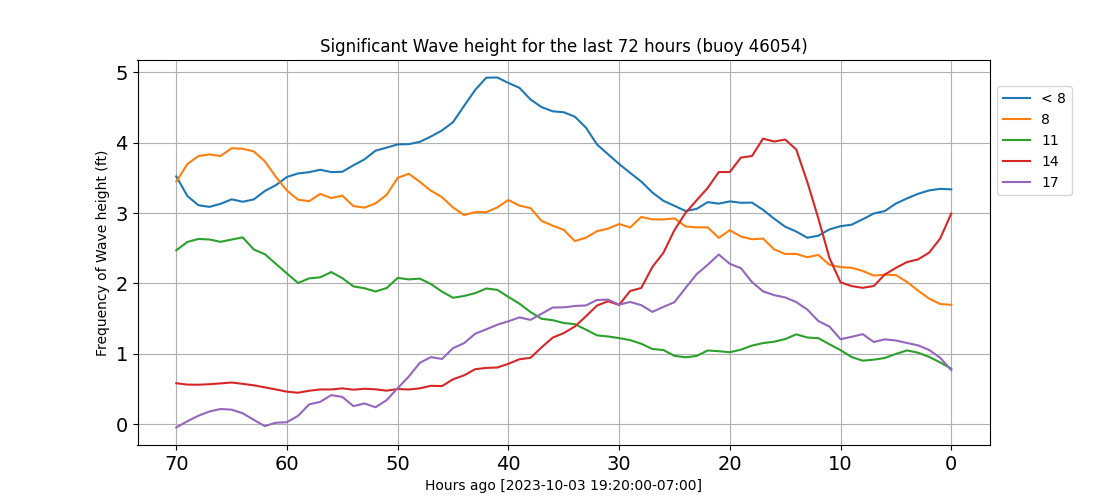 Significant Wave height for the last 72 hours (buoy 46054)
Frequency of Wave height (ft)
5
4
3
2
1
0
70 60 50 40 30 20 10 0
Hours ago [2023-10-03 19:20:00-07:00]
< 8
8
11
14
17